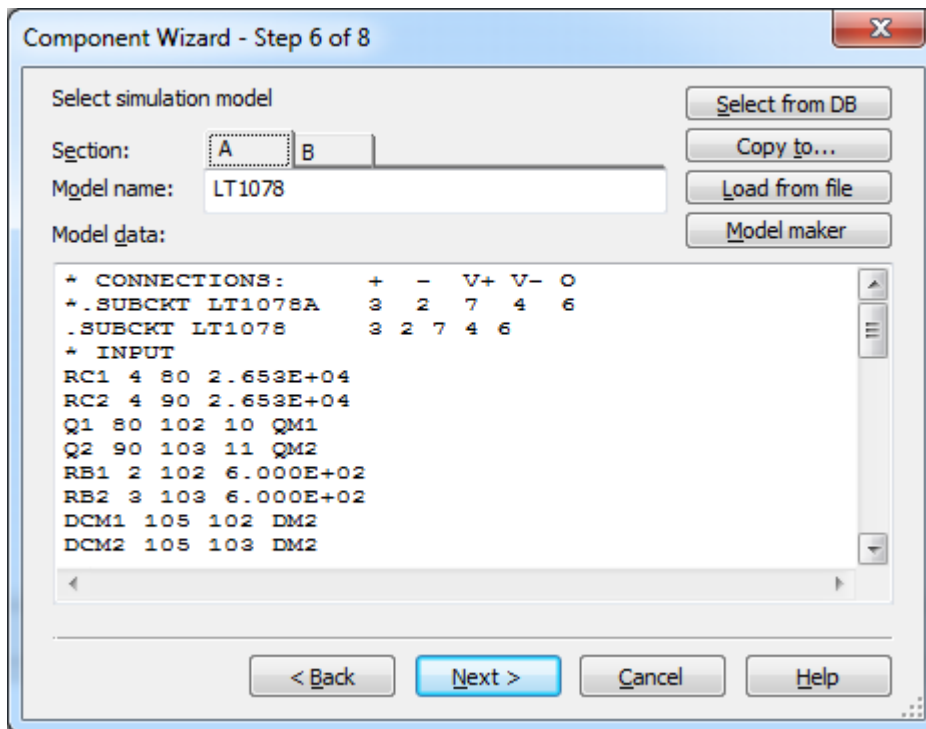 Component Wizard - Step 6 of 8
Select simulation model
Select from DB
Section: A B
Copy to...
Model name: LT1078
Load from file
Model data:
Model maker
* CONNECTIONS: + - V+ V- O
*.SUBCKT LT1078A 3 2 7 4 6
.SUBCKT LT1078 3 2 7 4 6
* INPUT
RC1 4 80 2.653E+04
RC2 4 90 2.653E+04
Q1 80 102 10 QM1
Q2 90 103 11 QM2
RB1 2 102 6.000E+02
RB2 3 103 6.000E+02
DCM1 105 102 DM2
DCM2 105 103 DM2
< Back Next > Cancel Help